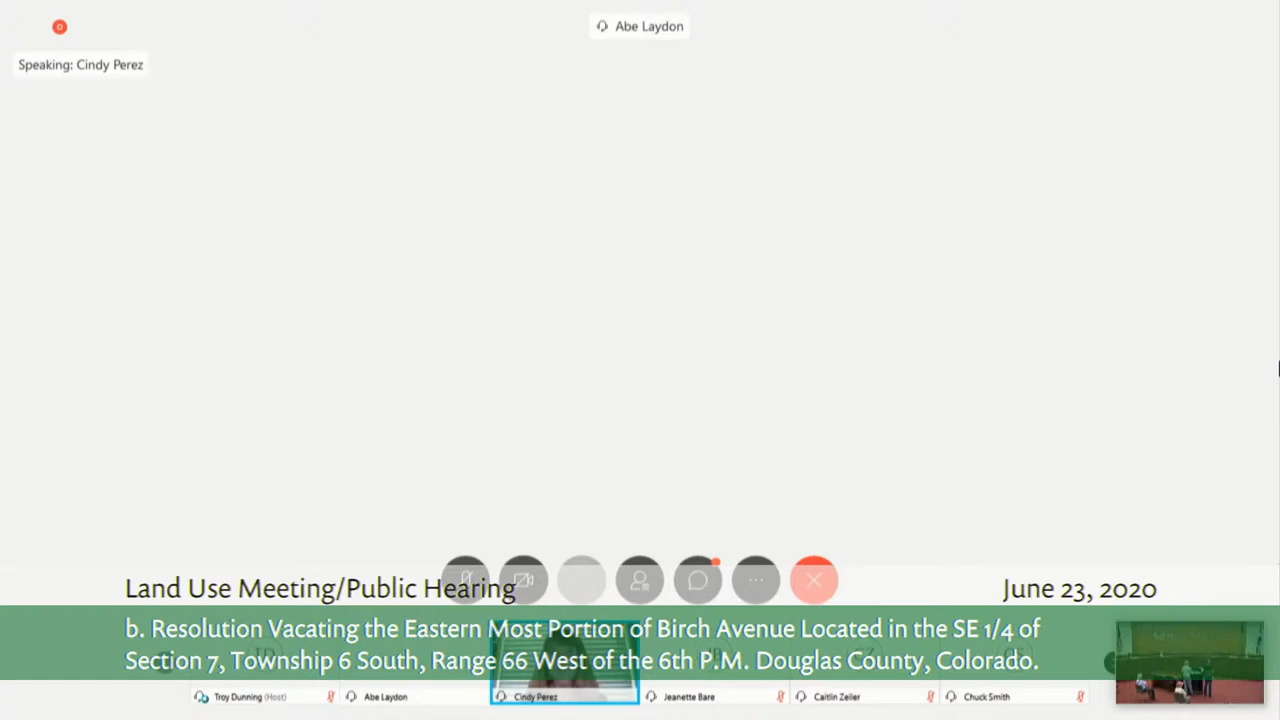 Abe Laydon
Speaking: Cindy Perez
Land Use Meeting/Public Hearing
June 23, 2020
b. Resolution Vacating the Eastern Most Portion of Birch Avenue Located in the SE 1/4 of
Section 7, Township 6 South, Range 66 West of the 6th P.M. Douglas County, Colorado.
Troy Dunning (Host)
Abe Laydon
Cindy Perez
Jeanette Bare
Caitlin Zeiler
Chuck Smith